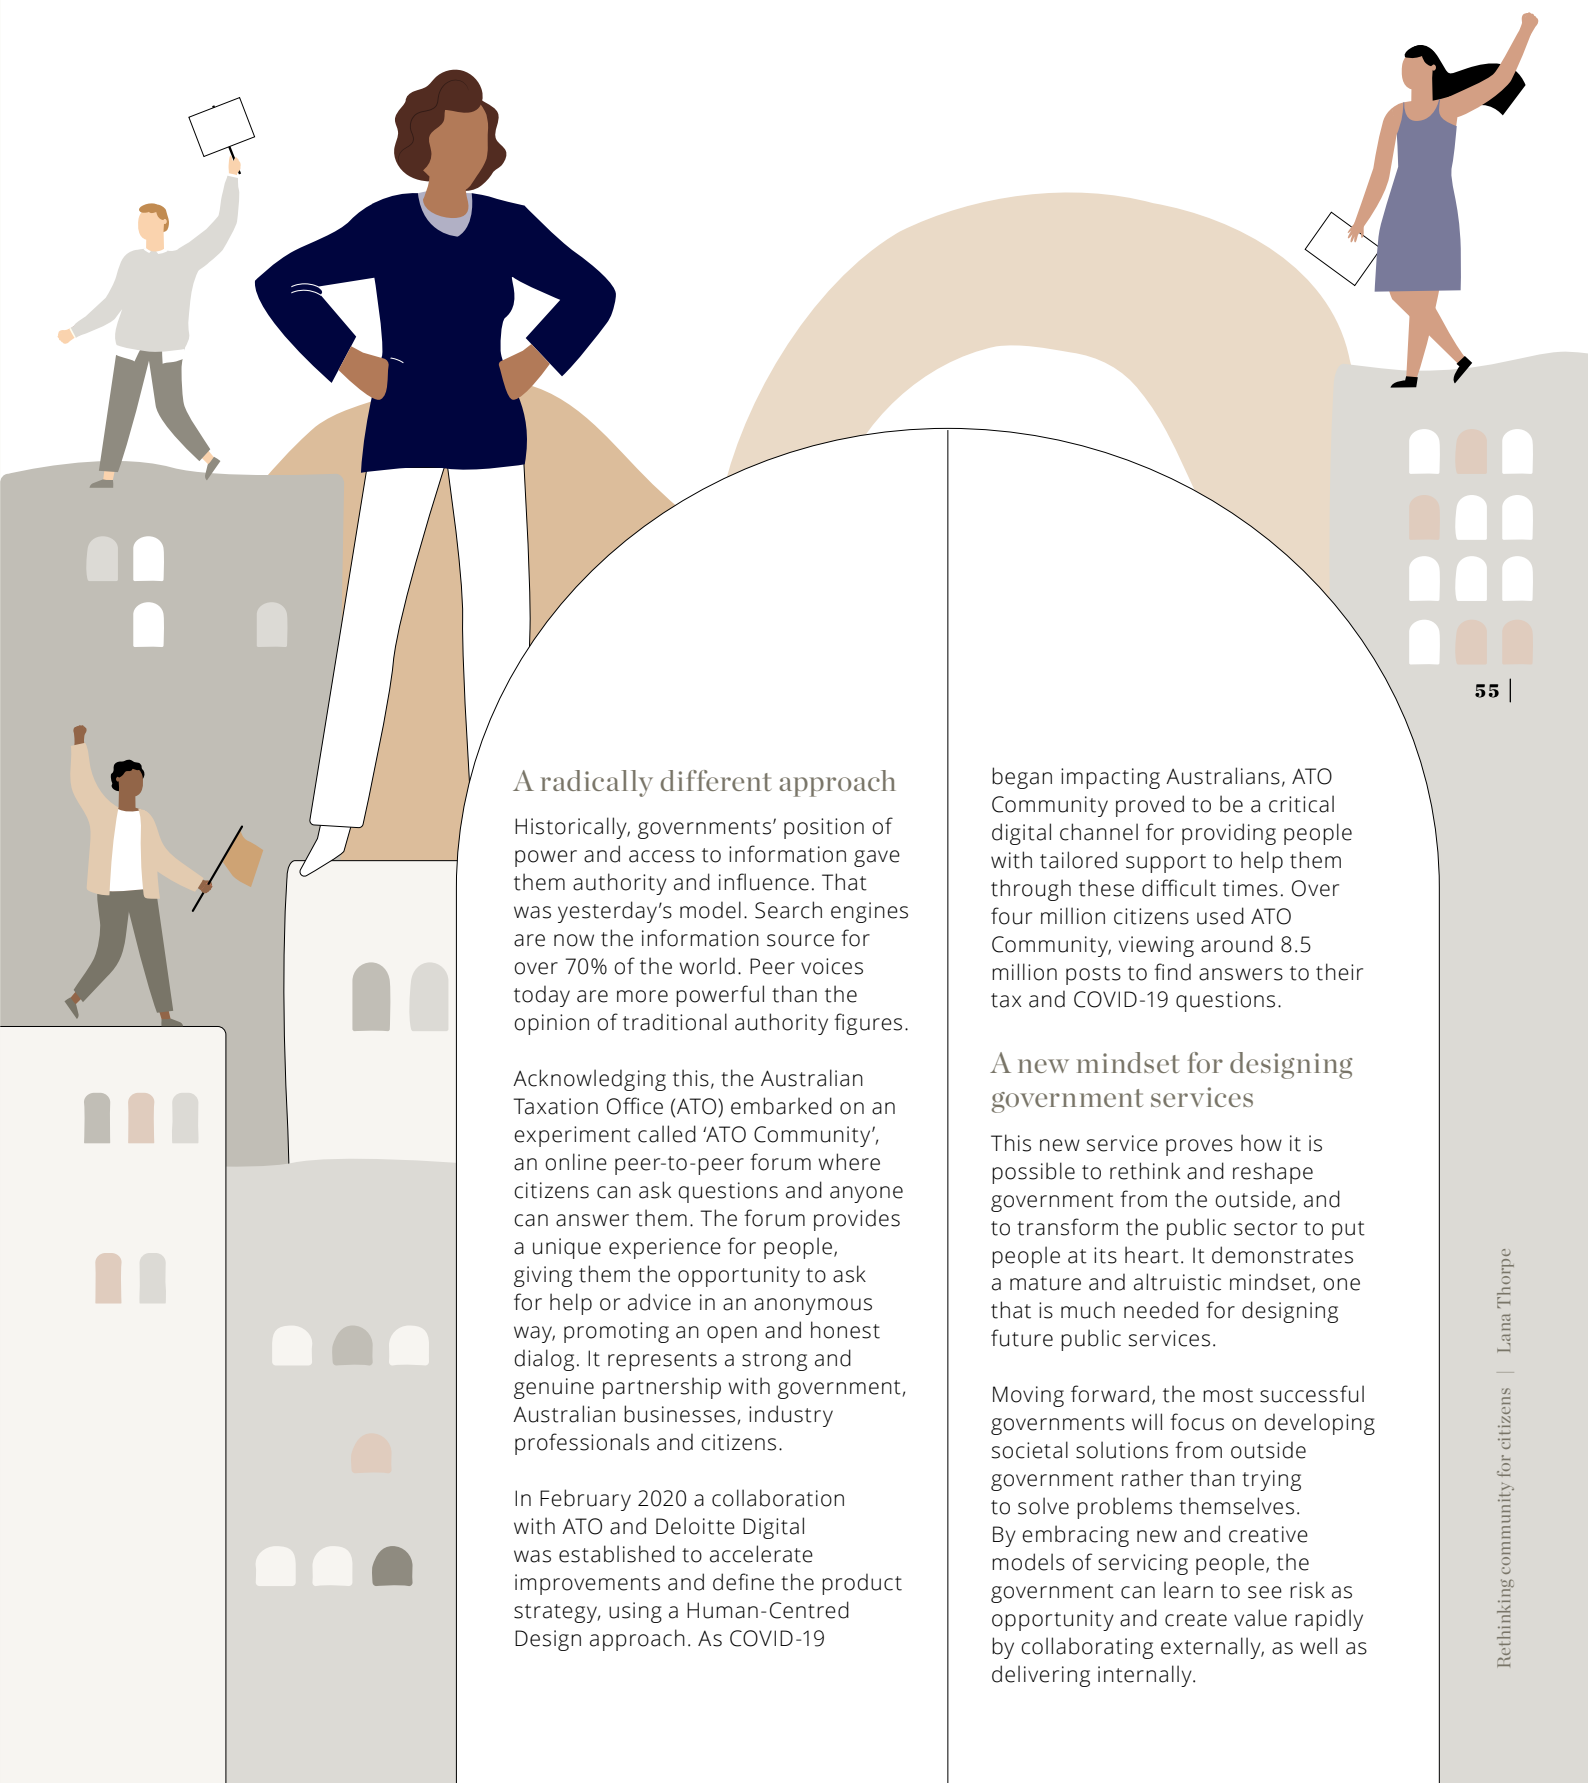 55 |
A radically different approach
Historically, governments’ position of
power and access to information gave
them authority and influence. That
was yesterday’s model. Search engines
are now the information source for
over 70% of the world. Peer voices
today are more powerful than the
opinion of traditional authority figures.
Acknowledging this, the Australian
Taxation Office (ATO) embarked on an
experiment called ‘ATO Community’,
an online peer-to-peer forum where
citizens can ask questions and anyone
can answer them. The forum provides
a unique experience for people,
giving them the opportunity to ask
for help or advice in an anonymous
way, promoting an open and honest
dialog. It represents a strong and
genuine partnership with government,
Australian businesses, industry
professionals and citizens.
In February 2020 a collaboration
with ATO and Deloitte Digital
was established to accelerate
improvements and define the product
strategy, using a Human-Centred
Design approach. As COVID-19
began impacting Australians, ATO
Community proved to be a critical
digital channel for providing people
with tailored support to help them
through these difficult times. Over
four million citizens used ATO
Community, viewing around 8.5
million posts to find answers to their
tax and COVID-19 questions.
A new mindset for designing
government services
This new service proves how it is
possible to rethink and reshape
government from the outside, and
to transform the public sector to put
people at its heart. It demonstrates
a mature and altruistic mindset, one
that is much needed for designing
future public services.
Moving forward, the most successful
governments will focus on developing
societal solutions from outside
government rather than trying
to solve problems themselves.
By embracing new and creative
models of servicing people, the
government can learn to see risk as
opportunity and create value rapidly
by collaborating externally, as well as
delivering internally.
Rethinking community for citizens | Lana Thorpe